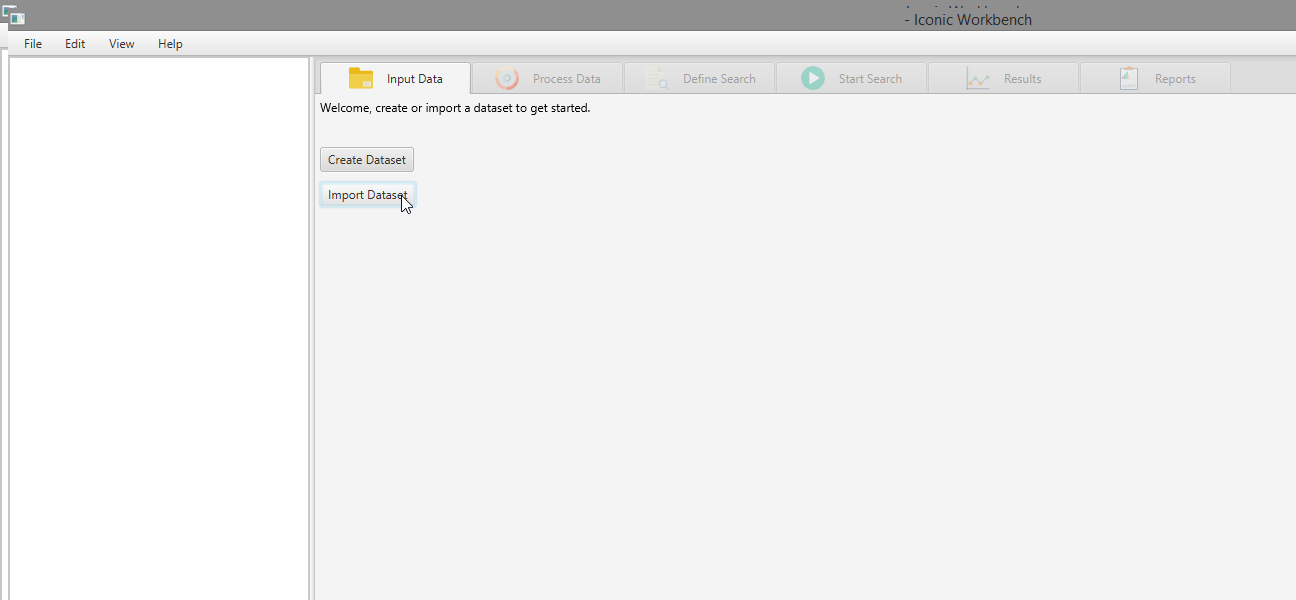 - Iconic Workbench
File Edit View Help
Input Data Process Data Define Search Start Search Results Reports
Welcome, create or import a dataset to get started.
Create Dataset
Import Dataset